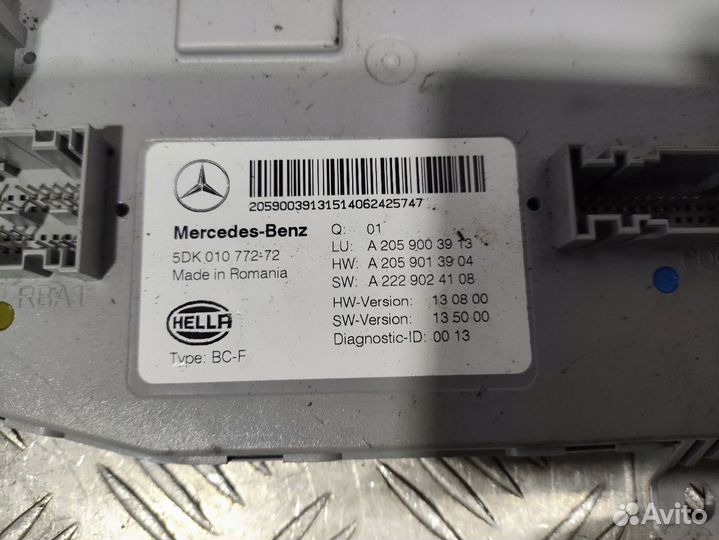 20590039131514062425747
Mercedes-Benz
5DK 010 772-72
Made in Romania
HELLA
Type: BC-F
Q: 01
LU: A 205 900 39 13
HW: A 205 901 39 04
SW: A 222 902 41 08
HW-Version: 13 08 00
SW-Version: 13 50 00
Diagnostic-ID: 00 13
RBA1
Avito